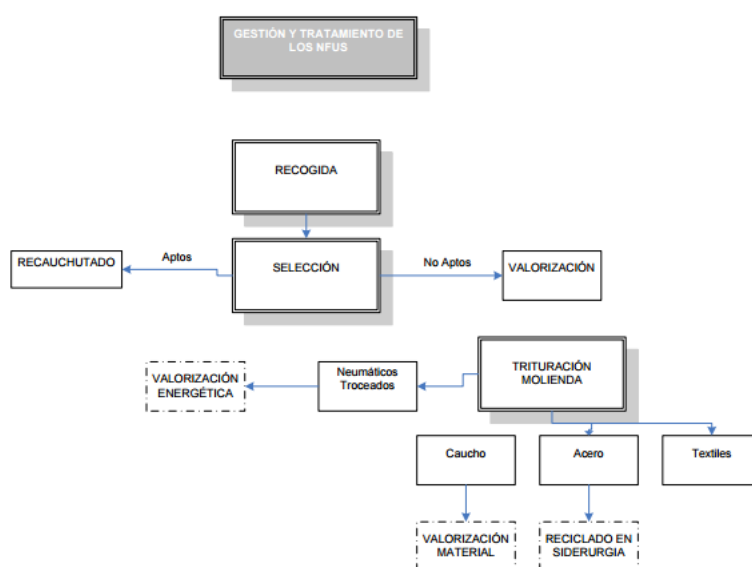 GESTIÓN Y TRATAMIENTO DE
LOS NFUS
RECOGIDA
RECAUCHUTADO
Aptos
SELECCIÓN
No Aptos
VALORIZACIÓN
VALORIZACIÓN
ENERGÉTICA
Neumáticos
Troceados
TRITURACIÓN
MOLIENDA
Caucho
Acero
Textiles
VALORIZACIÓN
MATERIAL
RECICLADO EN
SIDERURGIA